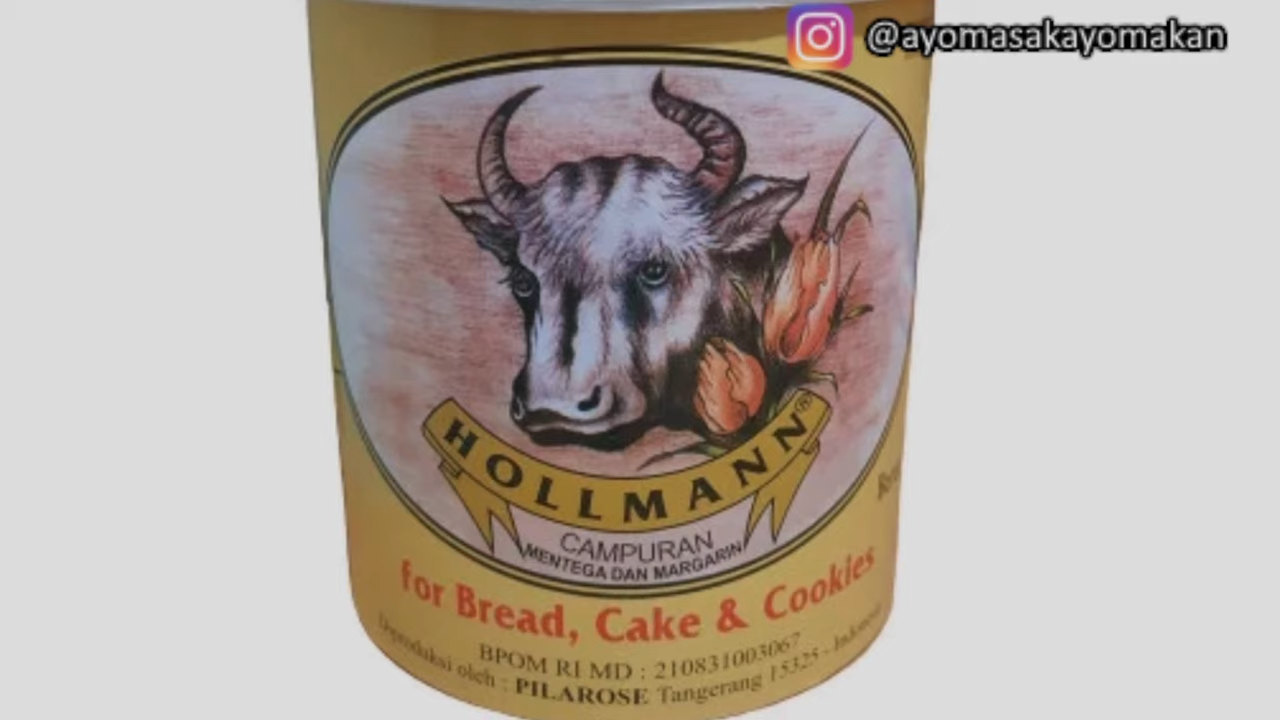 @ayomasakayomakan
HOLLMANN®
CAMPURAN
MENTEGA DAN MARGARIN
for Bread, Cake & Cookies
BPOM RI MD : 210831003067
Diproduksi oleh : PILAROSE Tangerang 15325 - Indonesia